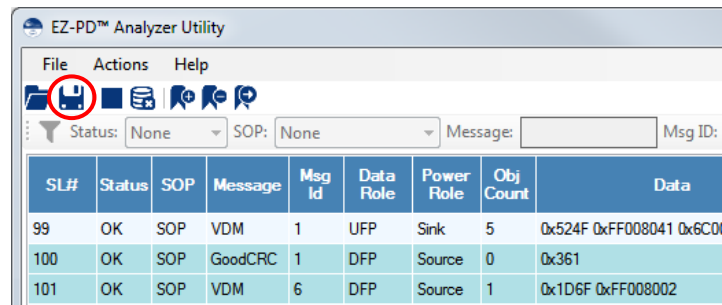 EZ-PD™ Analyzer Utility
File Actions Help
Status: None SOP: None Message: Msg ID:
SL# Status SOP Message Msg Id Data Role Power Role Obj Count Data
99 OK SOP VDM 1 UFP Sink 5 0x524F 0xFF008041 0x6C00
100 OK SOP GoodCRC 1 DFP Source 0 0x361
101 OK SOP VDM 6 DFP Source 1 0x1D6F 0xFF008002